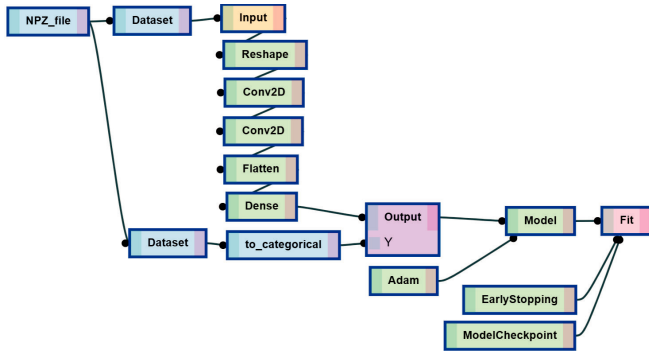 NPZ_file
Dataset
Input
Reshape
Conv2D
Conv2D
Flatten
Dense
Dataset
to_categorical
Output
Y
Model
Fit
Adam
EarlyStopping
ModelCheckpoint